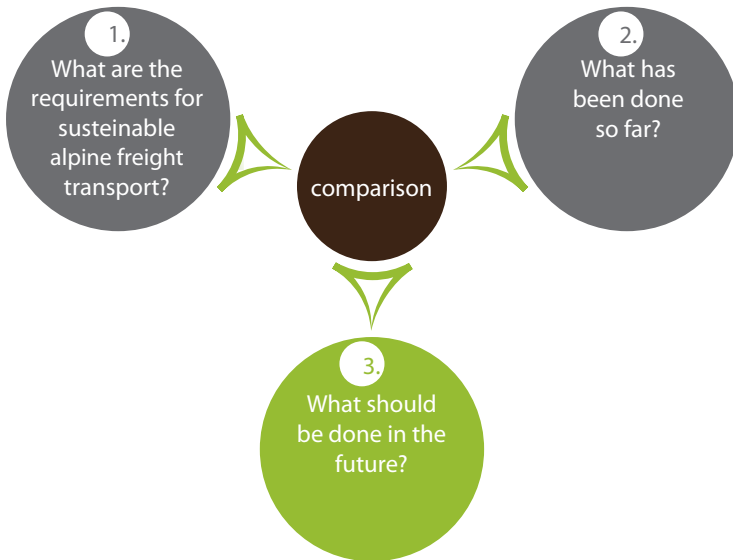 1.
What are the
requirements for
susteinable
alpine freight
transport?
2.
What has
been done
so far?
comparison
3.
What should
be done in the
future?